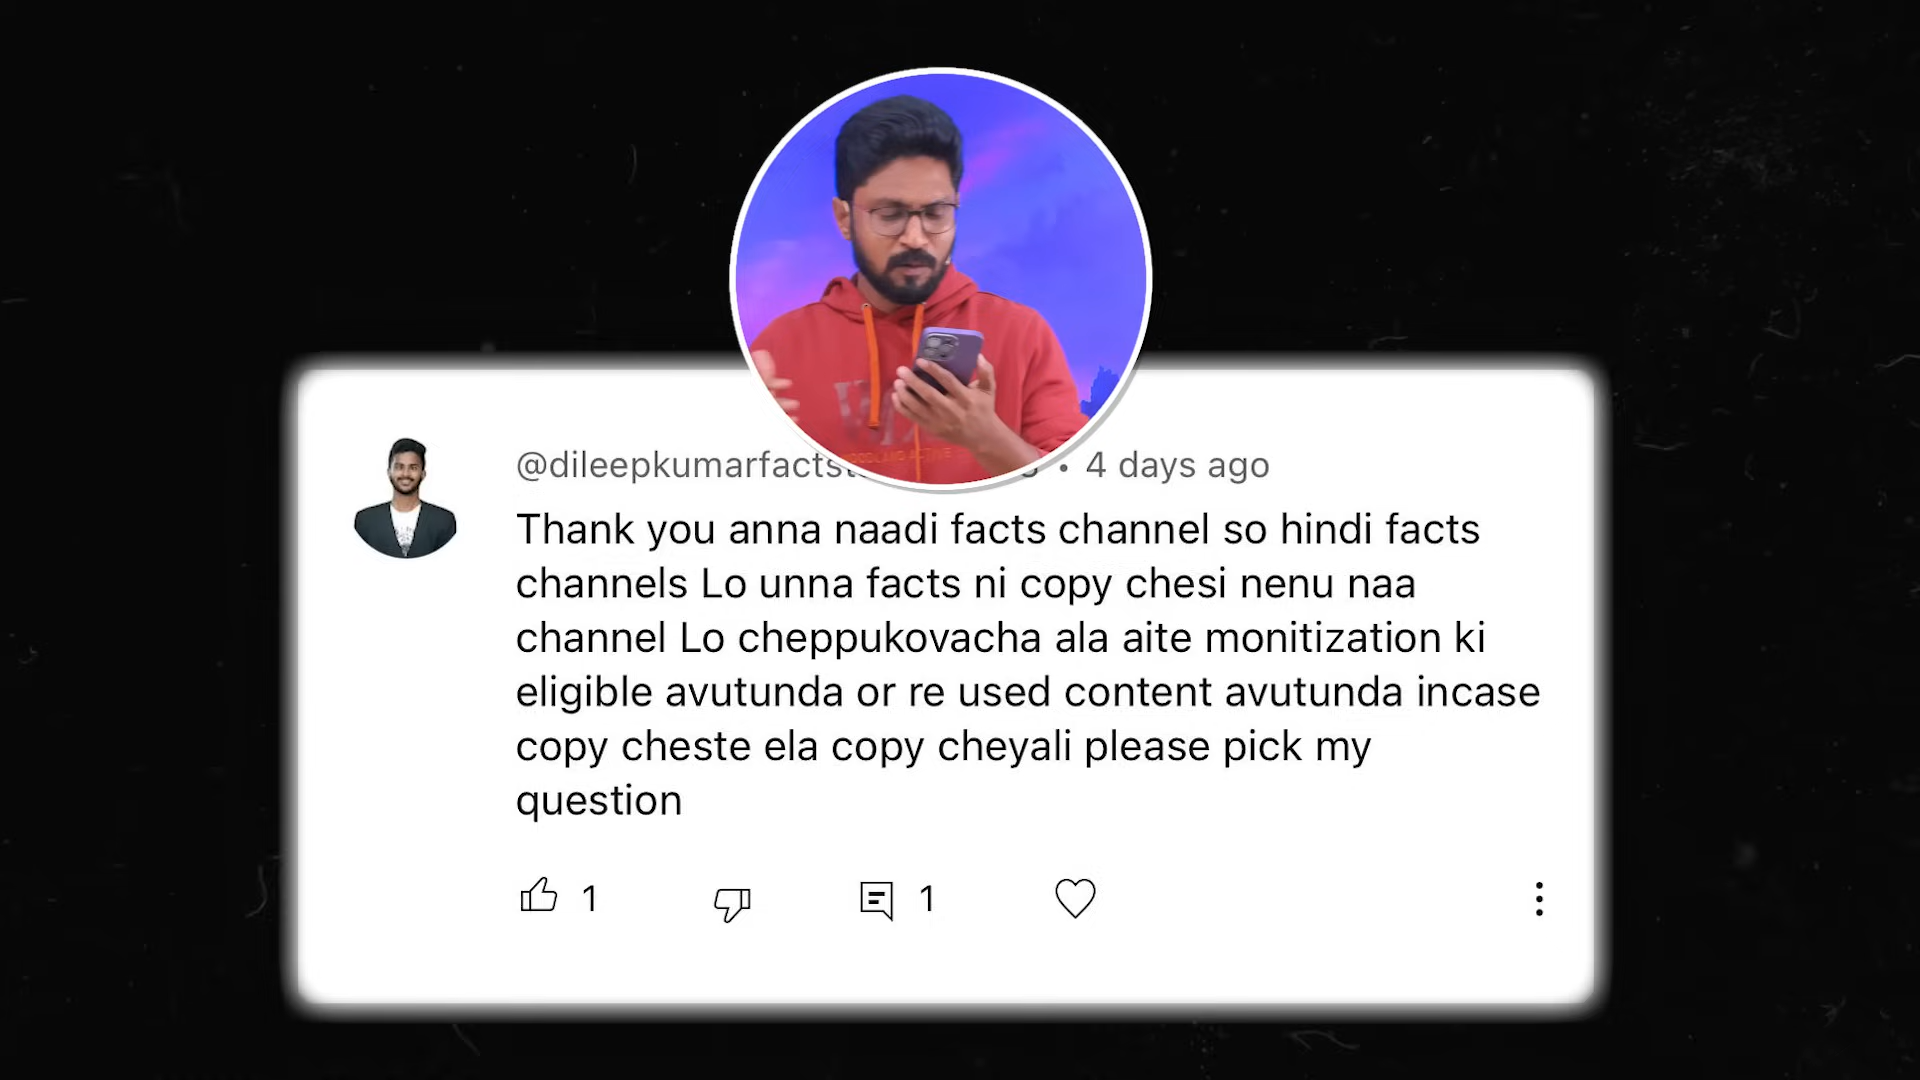 @dileepkumarfactst • 4 days ago
Thank you anna naadi facts channel so hindi facts
channels Lo unna facts ni copy chesi nenu naa
channel Lo cheppukovacha ala aite monitization ki
eligible avutunda or re used content avutunda incase
copy cheste ela copy cheyali please pick my
question
1 1